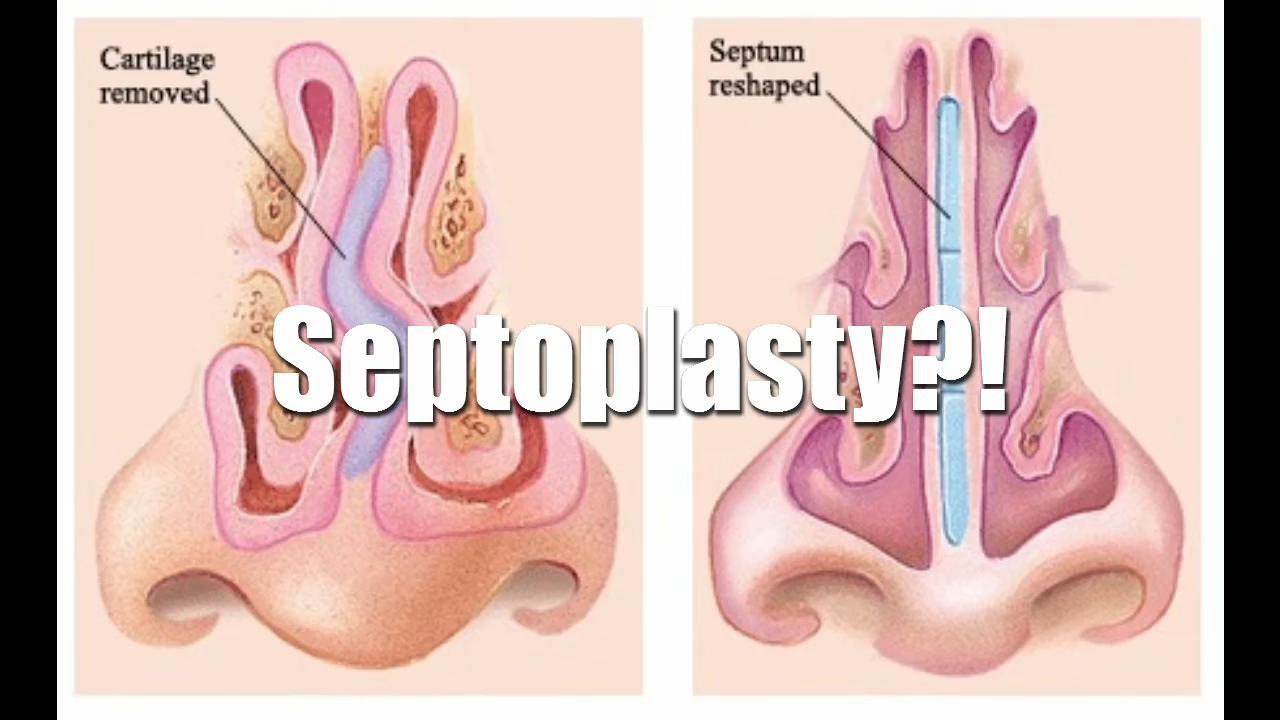 Cartilage
removed
Septum
reshaped
Septoplasty?!